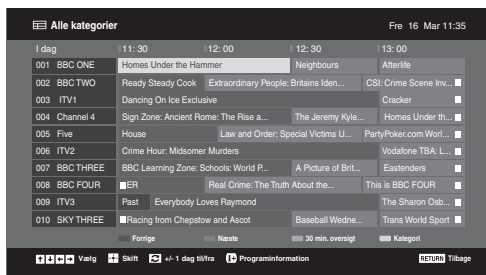 Alle kategorier Fre 16 Mar 11:35
I dag 11: 30 12: 00 12: 30 13: 00
001 BBC ONE Homes Under the Hammer Neighbours Afterlife
002 BBC TWO Ready Steady Cook Extraordinary People: Britains Iden... CSI: Crime Scene Inv...
003 ITV1 Dancing On Ice Exclusive Cracker
004 Channel 4 Sign Zone: Ancient Rome: The Rise a... The Jeremy Kyle... Homes Under th...
005 Five House Law and Order: Special Victims U... PartyPoker.com Worl...
006 ITV2 Crime Hour: Midsomer Murders Vodafone TBA: L...
007 BBC THREE BBC Learning Zone: Schools: World P... A Picture of Brit... Eastenders
008 BBC FOUR ER Real Crime: The Truth About the... This is BBC FOUR
009 ITV3 Past Everybody Loves Raymond The Sharon Osb...
010 SKY THREE Racing from Chepstow and Ascot Baseball Wedne... Trans World Sport
Forrige Næste 30 min. oversigt Kategori
Vælg Skift +/- 1 dag til/fra Programinformation RETURN Tilbage